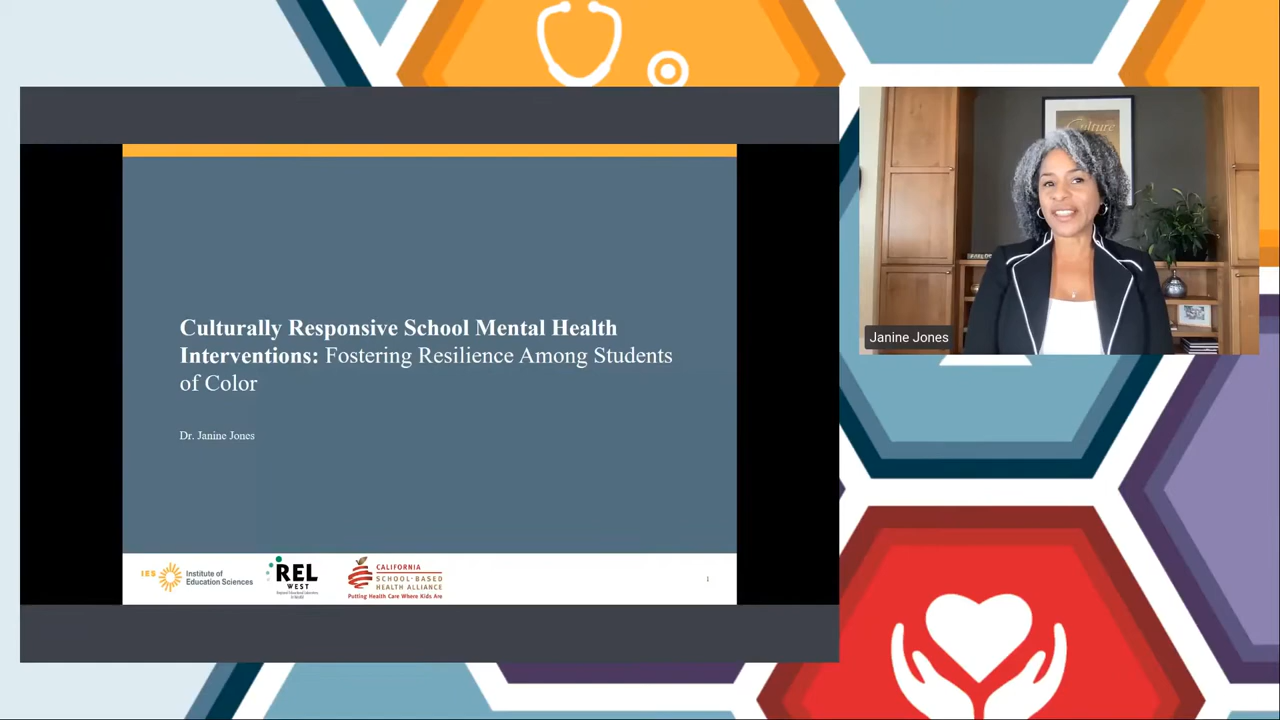 Culturally Responsive School Mental Health
Interventions: Fostering Resilience Among Students
of Color
Dr. Janine Jones
IES
Institute of
Education Sciences
REL
WEST
CALIFORNIA
SCHOOL-BASED
HEALTH ALLIANCE
Putting Health Care Where Kids Are
1
Culture
Janine Jones